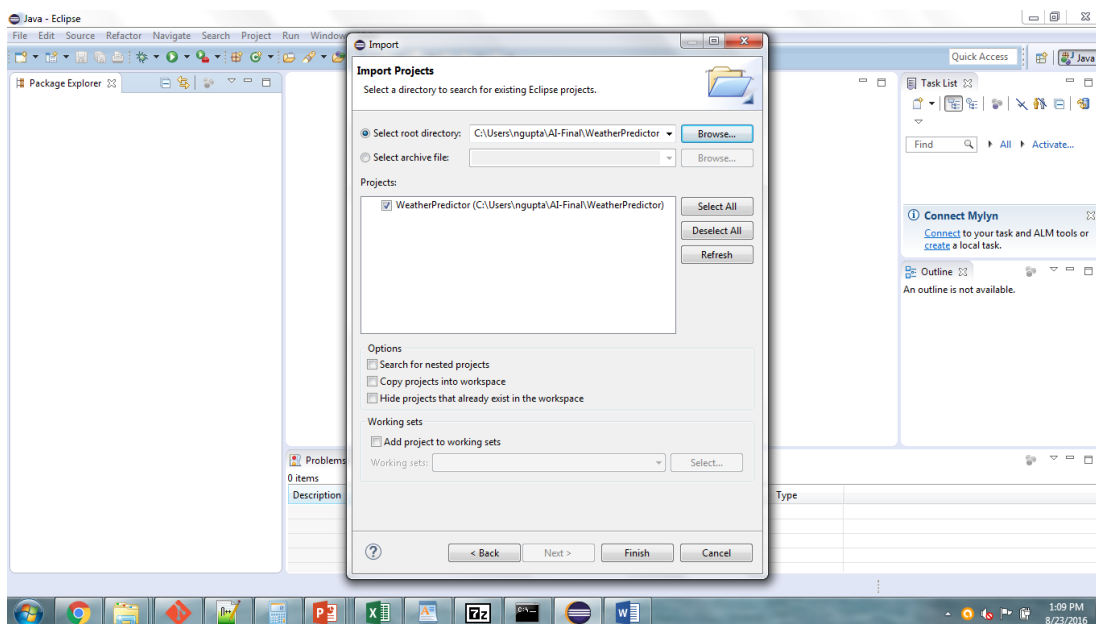 Java - Eclipse
File Edit Source Refactor Navigate Search Project Run Window
Quick Access
Java
Package Explorer
Import
Import Projects
Select a directory to search for existing Eclipse projects.
Select root directory: C:\Users\ngupta\AI-Final\WeatherPredictor Browse...
Select archive file: Browse...
Projects:
WeatherPredictor (C:\Users\ngupta\AI-Final\WeatherPredictor)
Select All
Deselect All
Refresh
Options
Search for nested projects
Copy projects into workspace
Hide projects that already exist in the workspace
Working sets
Add project to working sets
Working sets: Select...
< Back Next > Finish Cancel
Task List
Find All Activate...
Connect Mylyn
Connect to your task and ALM tools or
create a local task.
Outline
An outline is not available.
Problems
0 items
Description Type
1:09 PM
8/23/2016